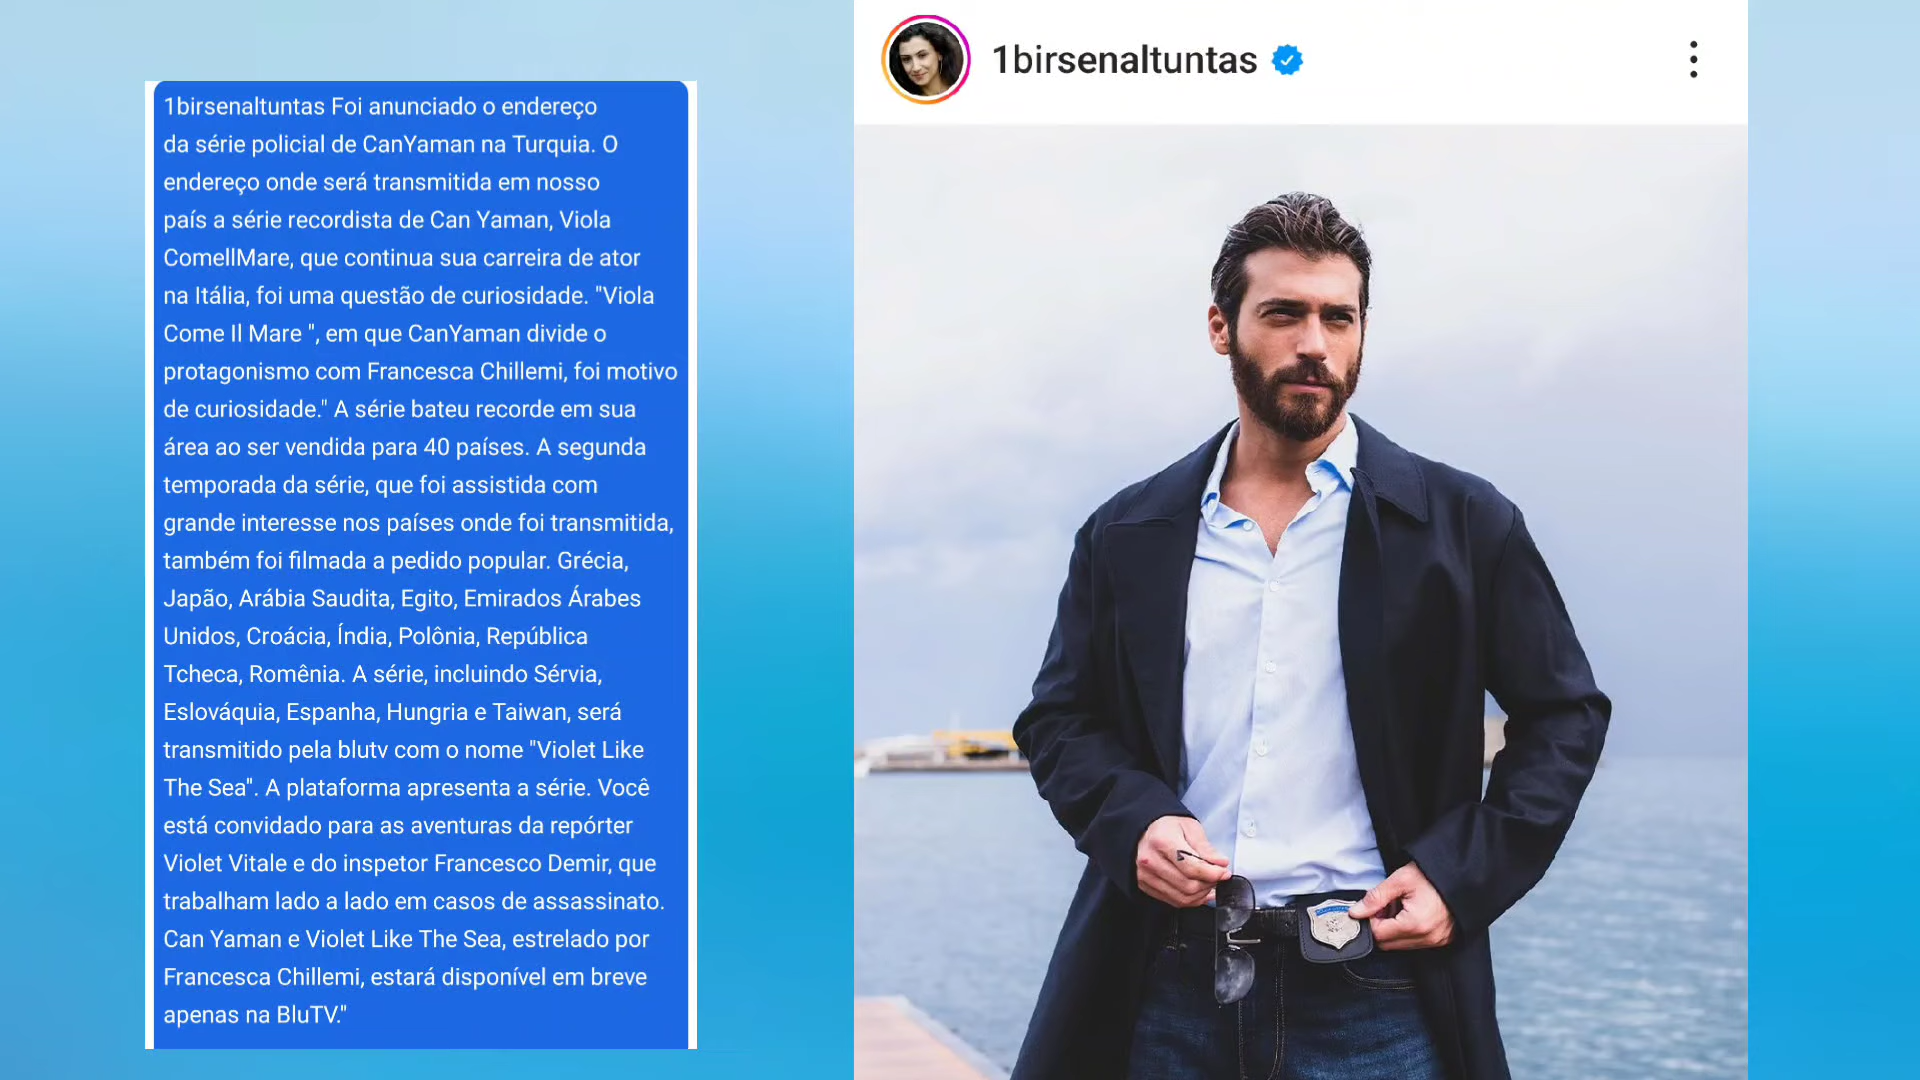 1birsenaltuntas Foi anunciado o endereço
da série policial de CanYaman na Turquia. O
endereço onde será transmitida em nosso
país a série recordista de Can Yaman, Viola
ComellMare, que continua sua carreira de ator
na Itália, foi uma questão de curiosidade. "Viola
Come Il Mare ", em que CanYaman divide o
protagonismo com Francesca Chillemi, foi motivo
de curiosidade." A série bateu recorde em sua
área ao ser vendida para 40 países. A segunda
temporada da série, que foi assistida com
grande interesse nos países onde foi transmitida,
também foi filmada a pedido popular. Grécia,
Japão, Arábia Saudita, Egito, Emirados Árabes
Unidos, Croácia, Índia, Polônia, República
Tcheca, Romênia. A série, incluindo Sérvia,
Eslováquia, Espanha, Hungria e Taiwan, será
transmitido pela blutv com o nome "Violet Like
The Sea". A plataforma apresenta a série. Você
está convidado para as aventuras da repórter
Violet Vitale e do inspetor Francesco Demir, que
trabalham lado a lado em casos de assassinato.
Can Yaman e Violet Like The Sea, estrelado por
Francesca Chillemi, estará disponível em breve
apenas na BluTV."
1birsenaltuntas